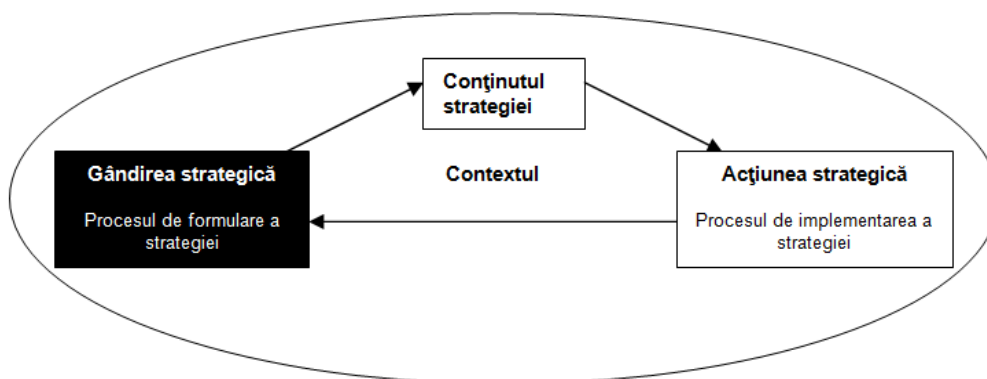 Conţinutul
strategiei
Gândirea strategică
Procesul de formulare a
strategiei
Contextul
Acţiunea strategică
Procesul de implementarea a
strategiei